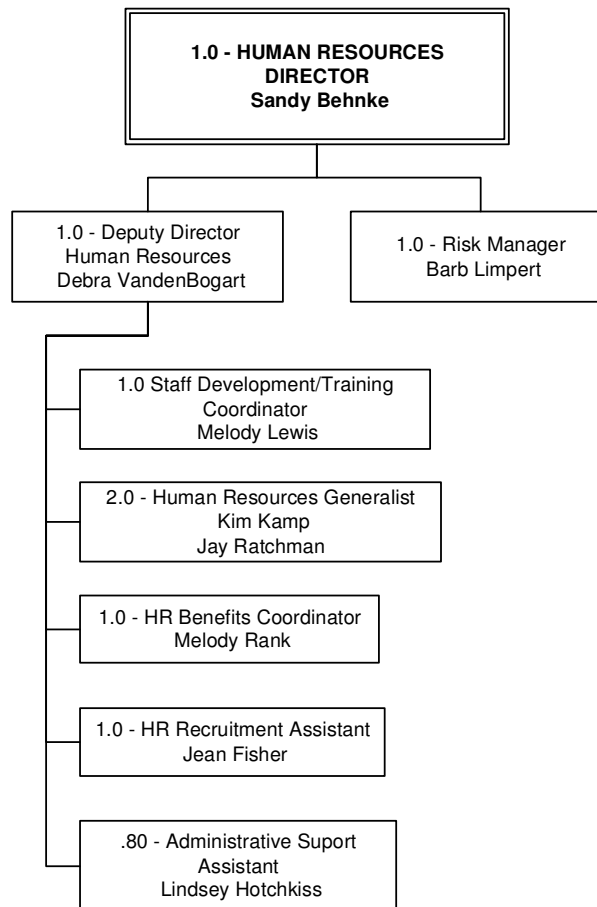 1.0 - HUMAN RESOURCES
DIRECTOR
Sandy Behnke
1.0 - Deputy Director
Human Resources
Debra VandenBogart
1.0 - Risk Manager
Barb Limpert
1.0 Staff Development/Training
Coordinator
Melody Lewis
2.0 - Human Resources Generalist
Kim Kamp
Jay Ratchman
1.0 - HR Benefits Coordinator
Melody Rank
1.0 - HR Recruitment Assistant
Jean Fisher
.80 - Administrative Suport
Assistant
Lindsey Hotchkiss